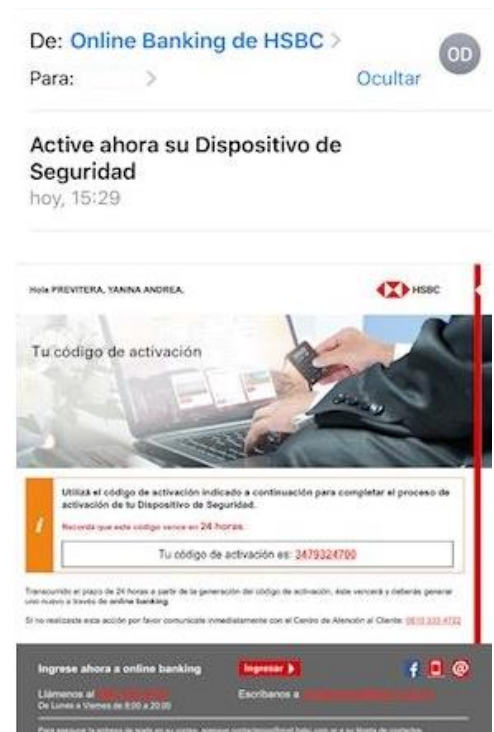 De: Online Banking de HSBC >
Para: >
Ocultar
OD
Active ahora su Dispositivo de
Seguridad
hoy, 15:29
Hola PREVITERA, YANINA ANDREA.
HSBC
Tu código de activación
i
Utilizá el código de activación indicado a continuación para completar el proceso de
activación de tu Dispositivo de Seguridad.
Recordá que este código vence en 24 horas.
Tu código de activación es: 3479324700
Transcurrido el plazo de 24 horas a partir de la generación del código de activación, éste vencerá y deberás generar
uno nuevo a través de online banking.
Si no realizaste esta acción por favor comunicate inmediatamente con el Centro de Atención al Cliente: 0810 333 4722
Ingrese ahora a online banking
Ingresar
f
@
Llámenos al
De Lunes a Viernes de 8:00 a 20:00
Escríbanos a